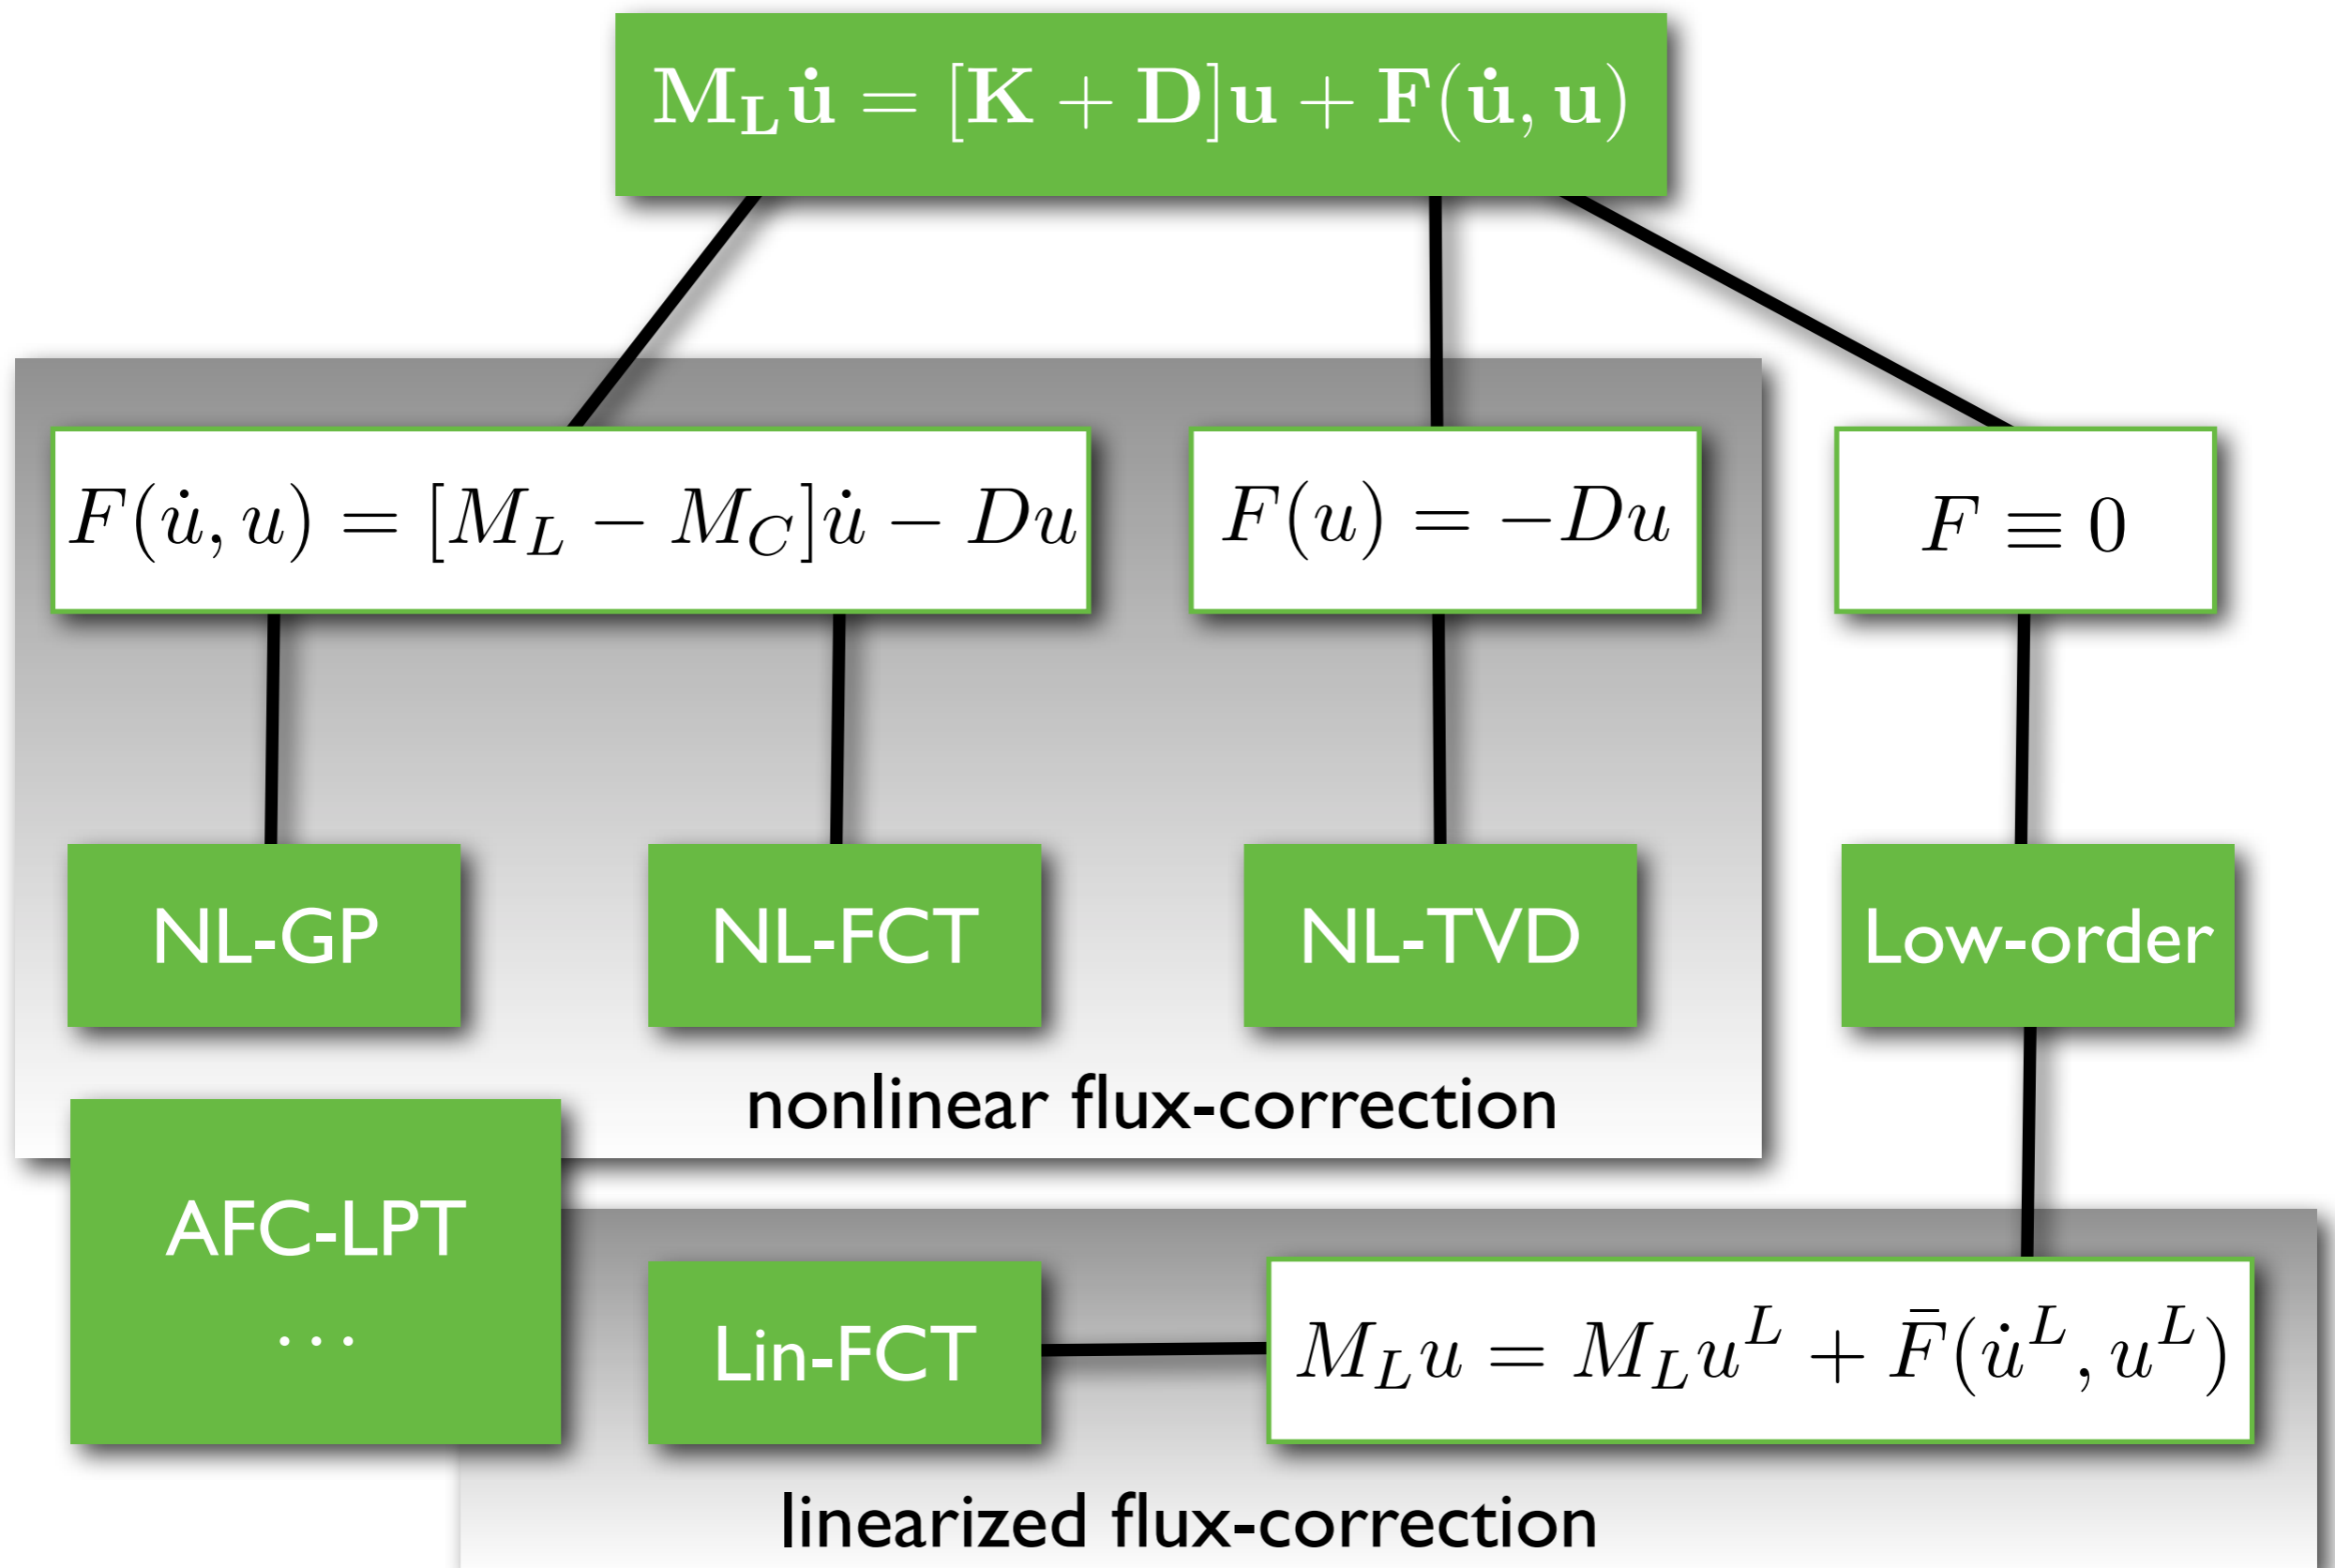 M_L u̇ = [K + D]u + F(u̇, u)
F(u̇, u) = [M_L − M_C]u̇ − Du
F(u) = −Du
F ≡ 0
NL-GP
NL-FCT
NL-TVD
Low-order
nonlinear flux-correction
AFC-LPT
...
Lin-FCT
M_L u = M_L u^L + F̄(u̇^L, u^L)
linearized flux-correction